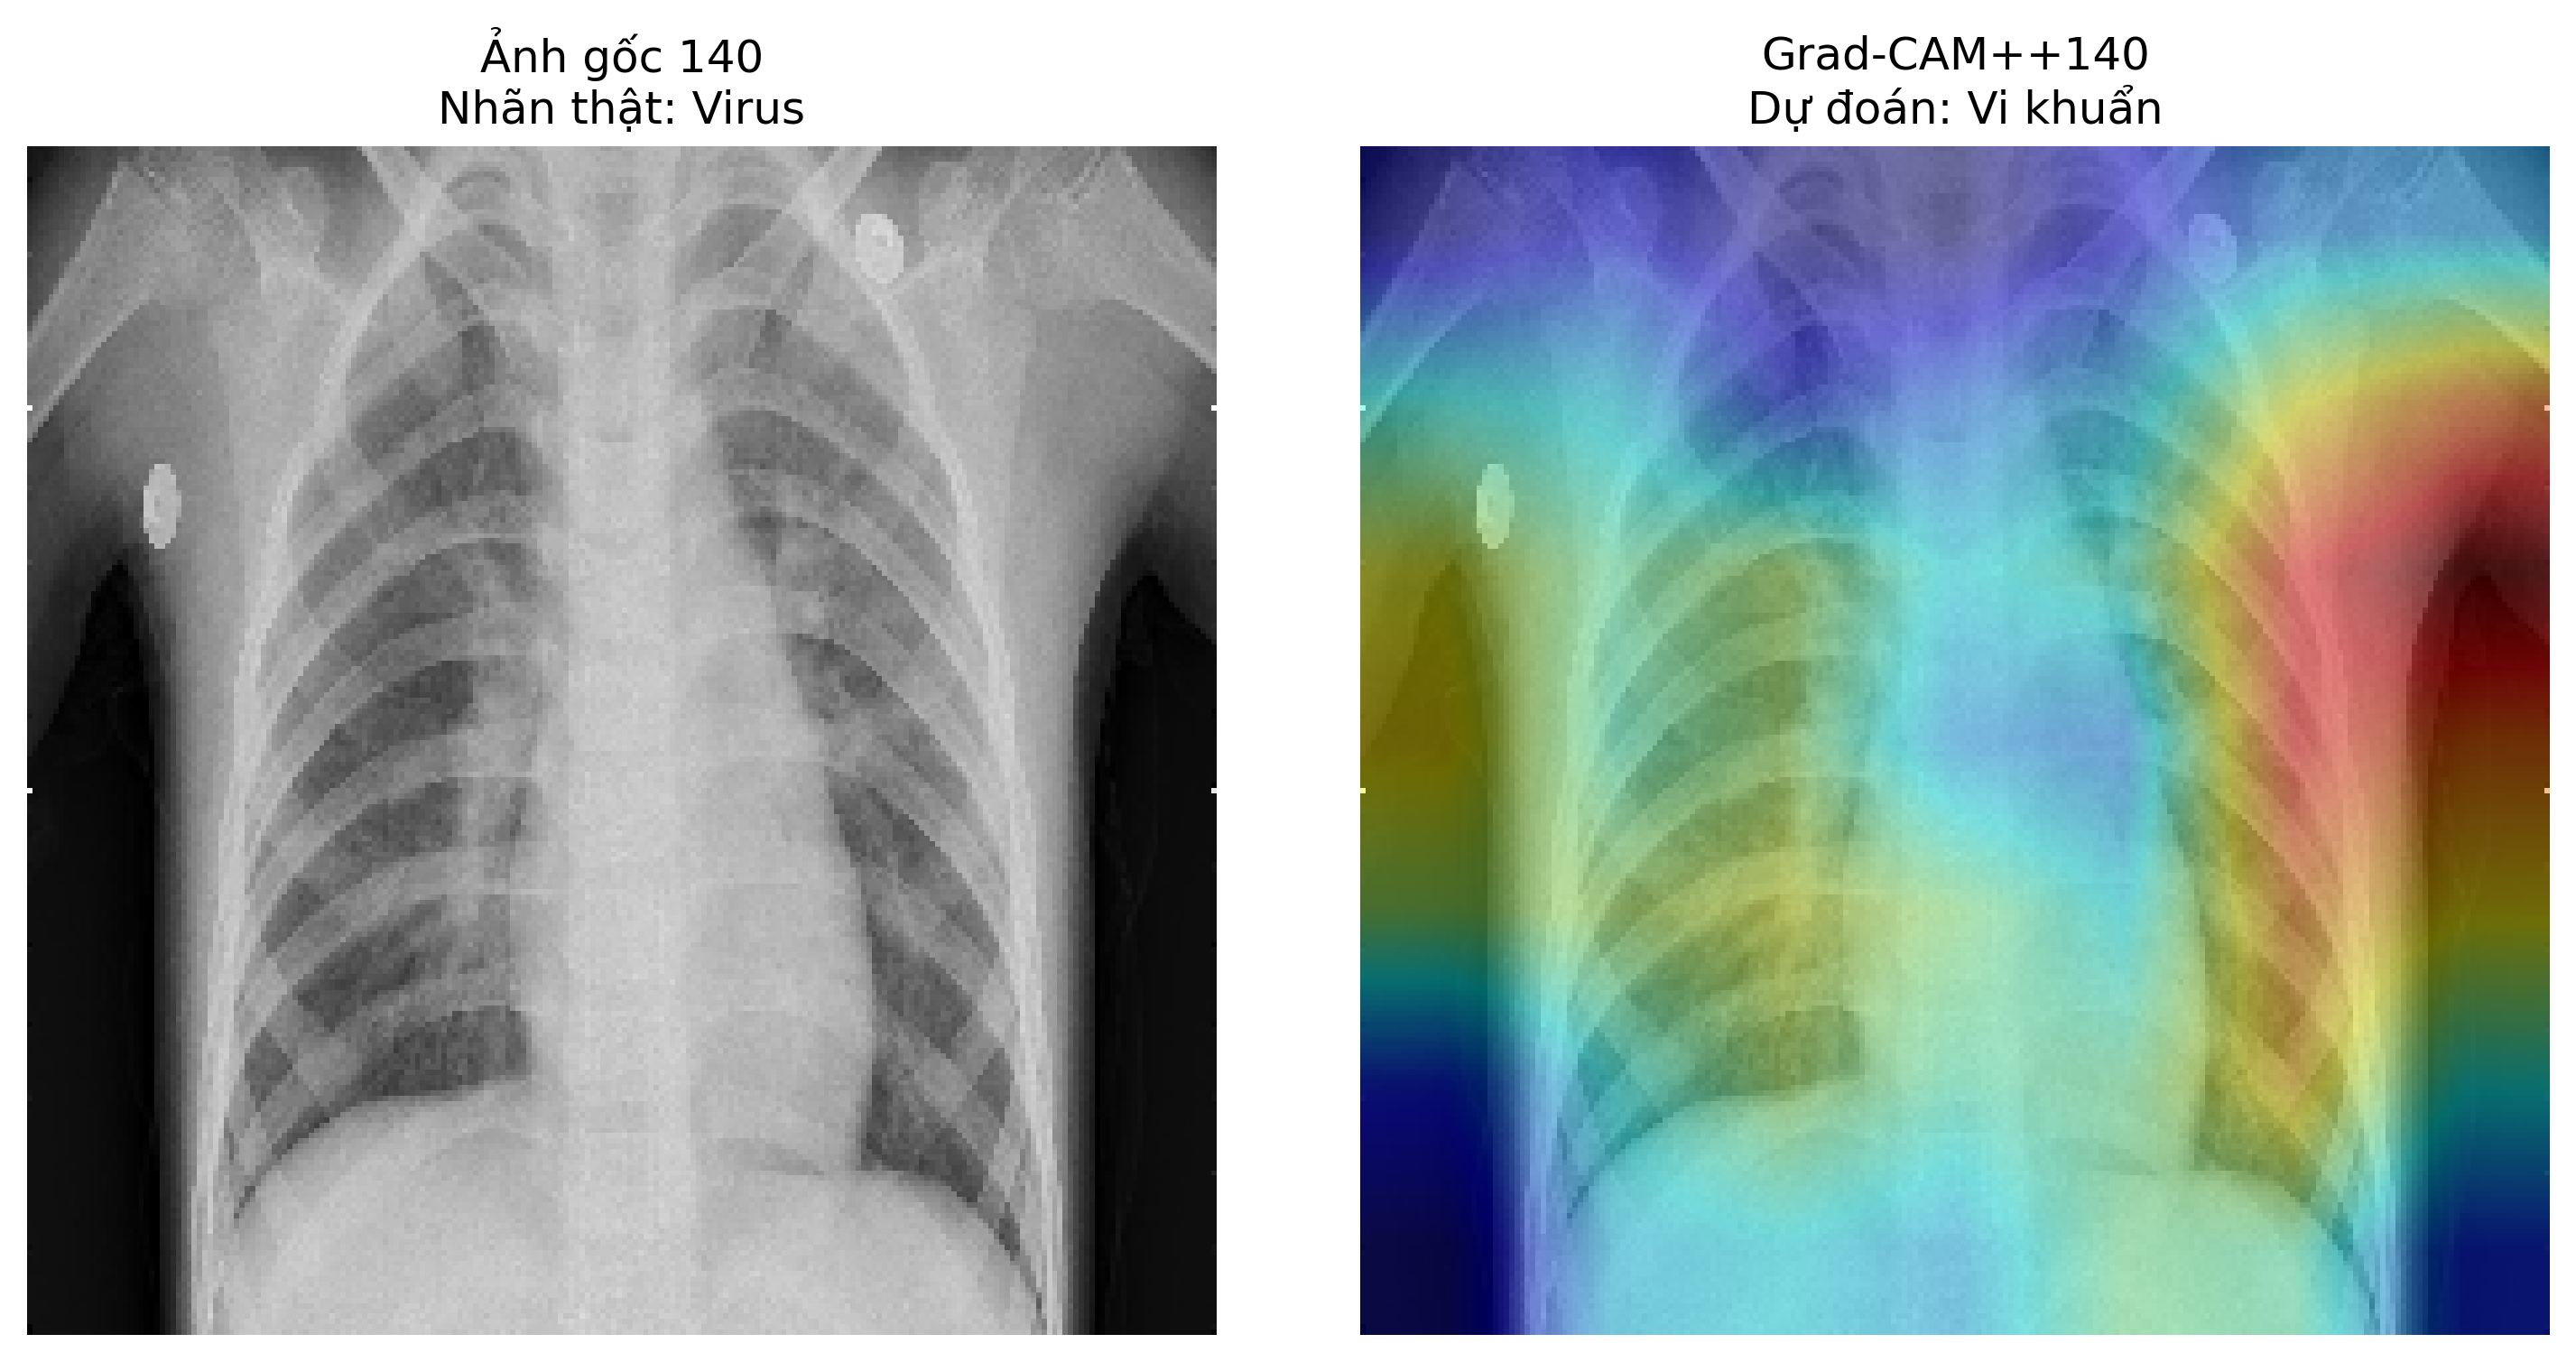 Ảnh gốc 140
Nhãn thật: Virus
Grad-CAM++140
Dự đoán: Vi khuẩn